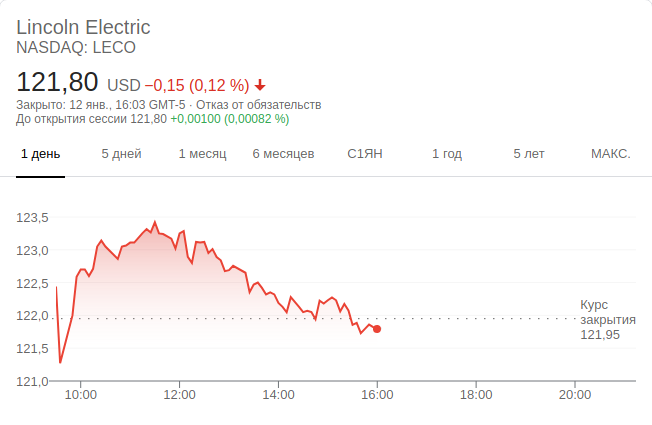 Lincoln Electric
NASDAQ: LECO
121,80 USD −0,15 (0,12 %)
Закрыто: 12 янв., 16:03 GMT-5 · Отказ от обязательств
До открытия сессии 121,80 +0,00100 (0,00082 %)
1 день 5 дней 1 месяц 6 месяцев С1ЯН 1 год 5 лет МАКС.
123,5
123,0
122,5
122,0
121,5
121,0
Курс
закрытия
121,95
10:00 12:00 14:00 16:00 18:00 20:00